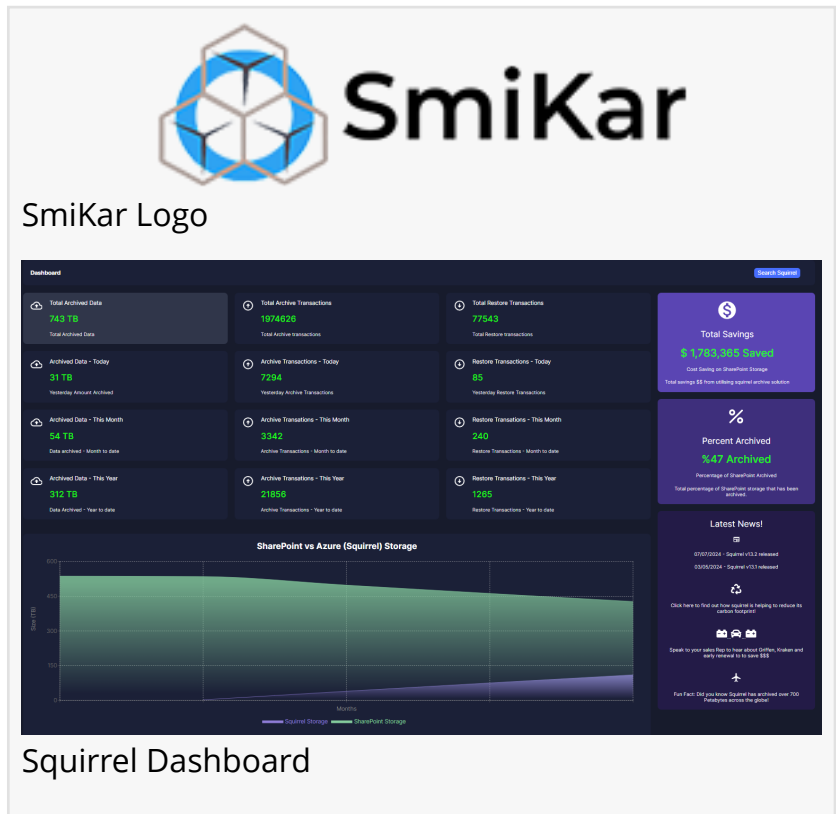 SmiKar
SmiKar Logo
Dashboard
Search Squirrel
Total Archived Data
743 TB
Total Archived Data
Total Archive Transactions
1974626
Total Archive transactions
Total Restore Transactions
77543
Total Restore transactions
Archived Data - Today
31 TB
Yesterday Amount Archived
Archive Transactions - Today
7294
Yesterday Archive Transactions
Restore Transactions - Today
85
Yesterday Restore Transactions
Archived Data - This Month
54 TB
Data archived - Month to date
Archive Transations - This Month
3342
Archive Transactions - Month to date
Restore Transations - This Month
240
Restore Transactions - Month to date
Archived Data - This Year
312 TB
Data Archived - Year to date
Archive Transations - This Year
21856
Archive Transactions - Year to date
Restore Transations - This Year
1265
Restore Transactions - Year to date
Total Savings
$ 1,783,365 Saved
Cost Saving on SharePoint Storage
Total savings $$ from utilising squirrel archive solution
Percent Archived
%47 Archived
Percentage of SharePoint Archived
Total percentage of SharePoint storage that has been
archived.
Latest News!
07/07/2024 - Squirrel v13.2 released
03/05/2024 - Squirrel v13.1 released
Click here to find out how squirrel is helping to reduce its
carbon footprint!
Speak to your sales Rep to hear about Griffen, Kraken and
early renewal to to save $$$
Fun Fact: Did you know Squirrel has archived over 700
Petabytes across the globe!
SharePoint vs Azure (Squirrel) Storage
Size (TB)
600
450
300
150
0
Months
Squirrel Storage
SharePoint Storage
Squirrel Dashboard